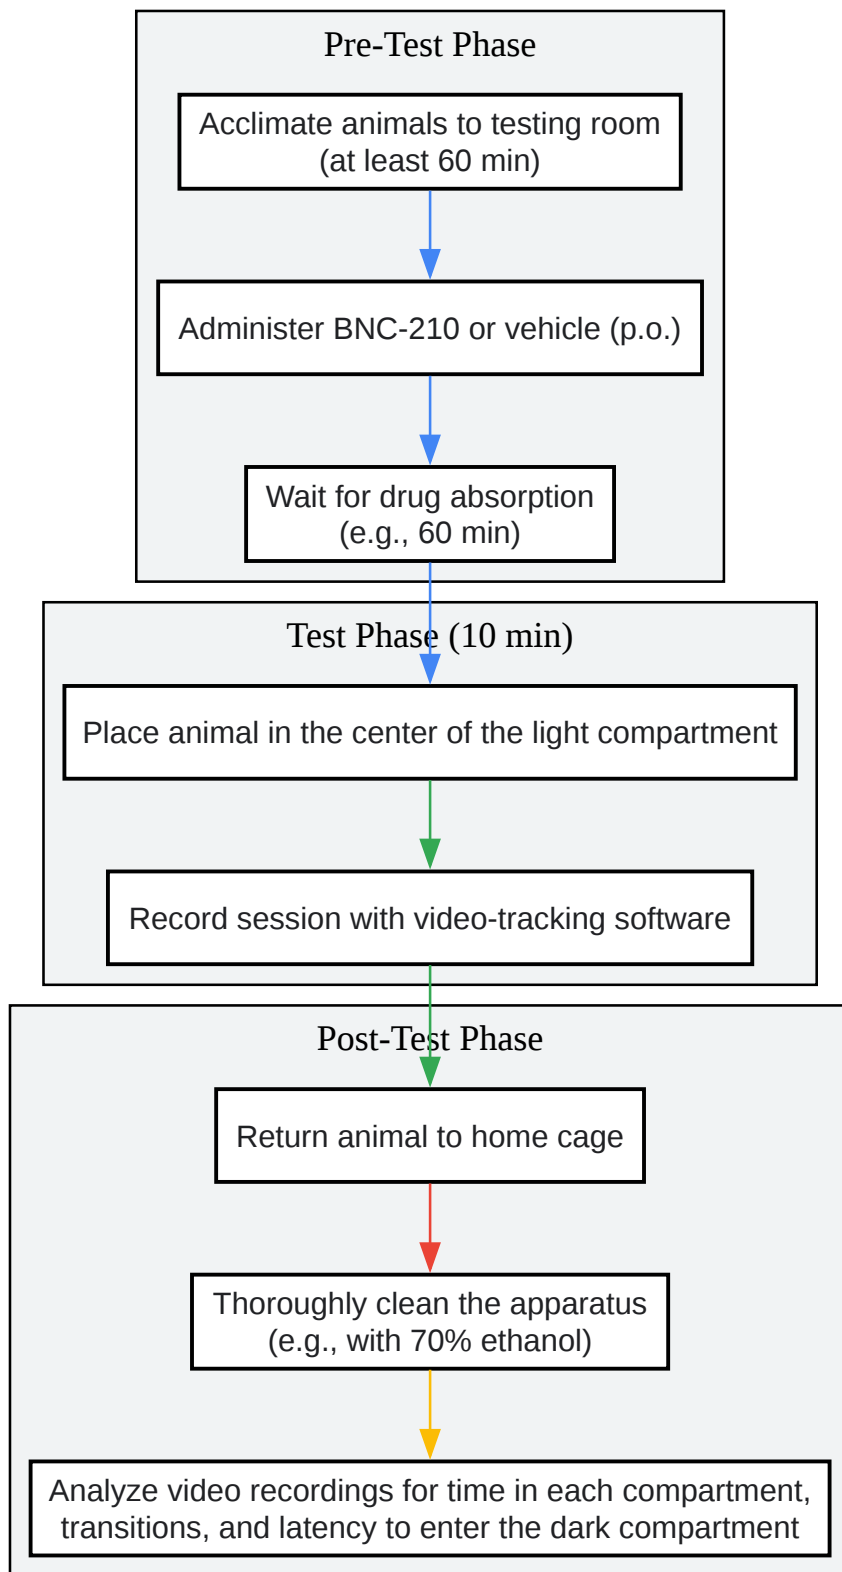 Pre-Test Phase
Acclimate animals to testing room
(at least 60 min)
Administer BNC-210 or vehicle (p.o.)
Wait for drug absorption
(e.g., 60 min)
Test Phase (10 min)
Place animal in the center of the light compartment
Record session with video-tracking software
Post-Test Phase
Return animal to home cage
Thoroughly clean the apparatus
(e.g., with 70% ethanol)
Analyze video recordings for time in each compartment,
transitions, and latency to enter the dark compartment